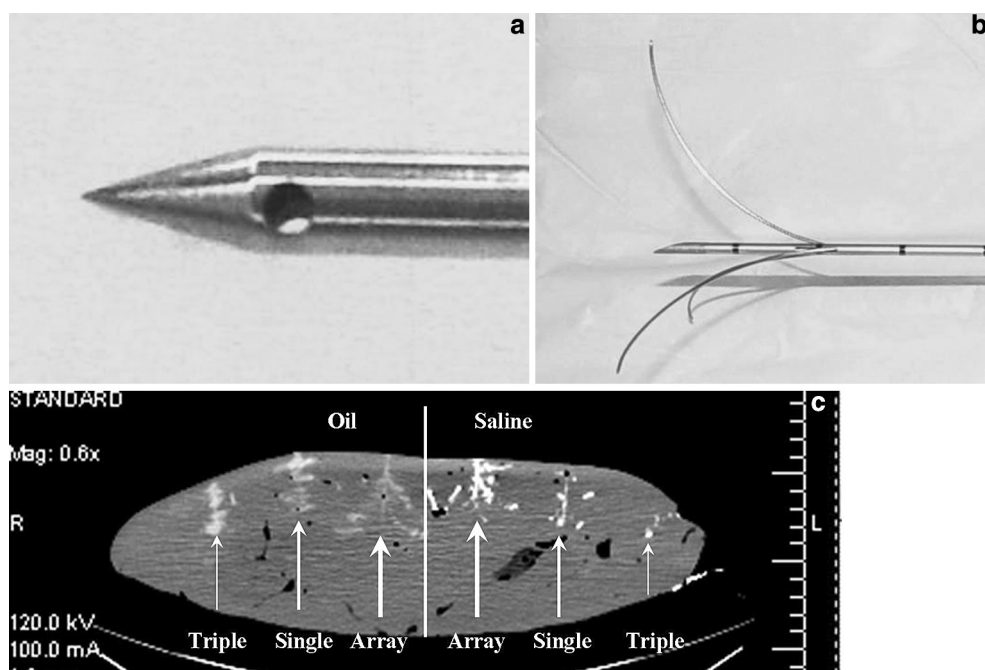 a
b
STANDARD
c
Oil
Saline
Mag: 0.6x
R
L
120.0 kV
100.0 mA
Triple
Single
Array
Array
Single
Triple